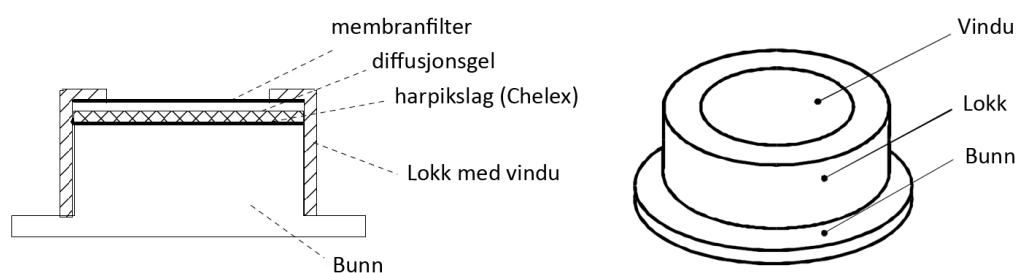 membranfilter
diffusjonsgel
harpikslag (Chelex)
Lokk med vindu
Bunn
Vindu
Lokk
Bunn